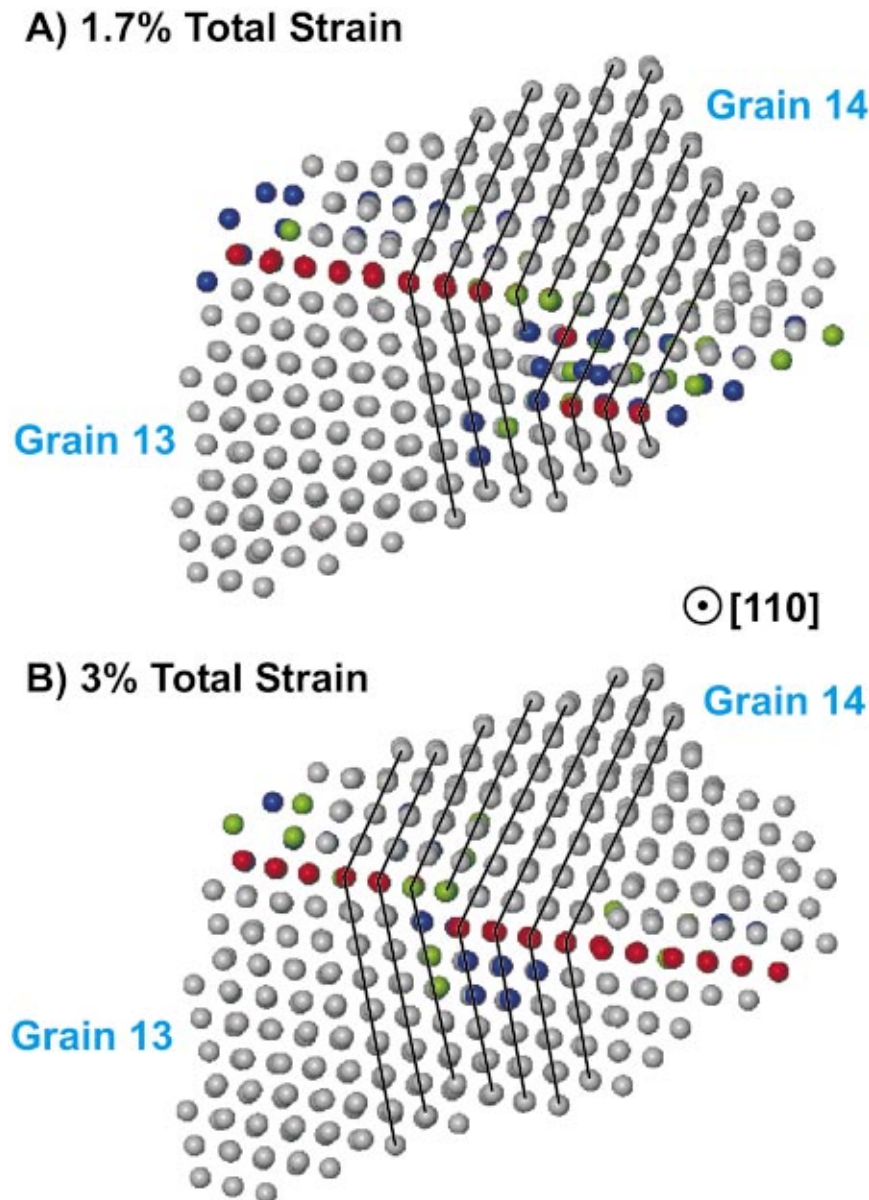 A) 1.7% Total Strain
Grain 14
Grain 13
[110]
B) 3% Total Strain
Grain 14
Grain 13